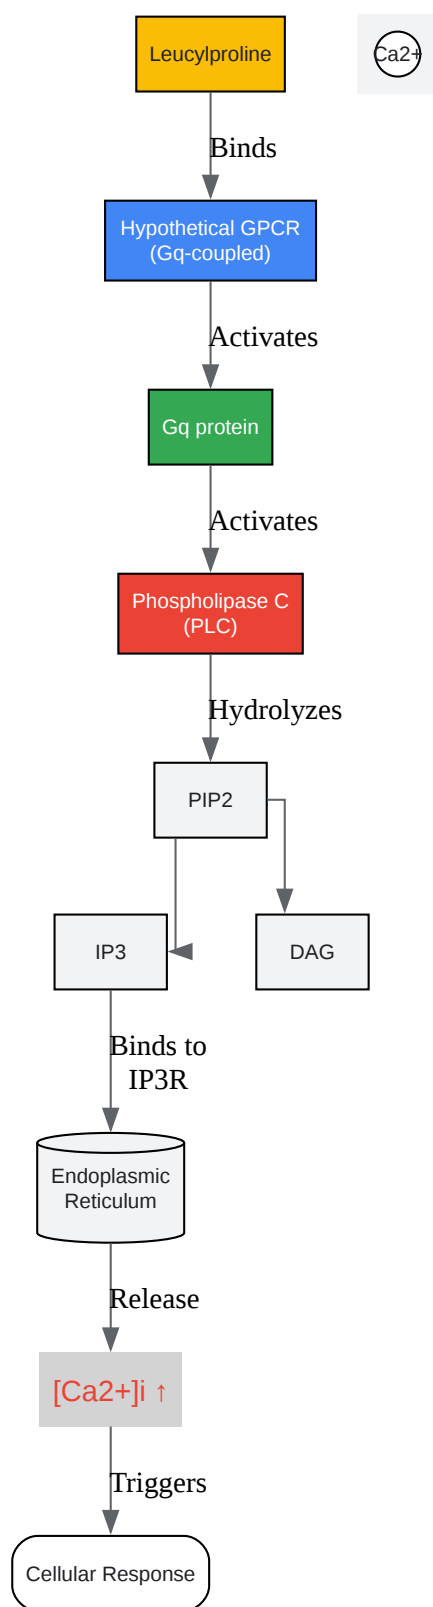 Leucylproline
Ca2+
Binds
Hypothetical GPCR
(Gq-coupled)
Activates
Gq protein
Activates
Phospholipase C
(PLC)
Hydrolyzes
PIP2
IP3
DAG
Binds to
IP3R
Endoplasmic
Reticulum
Release
[Ca2+]i ↑
Triggers
Cellular Response